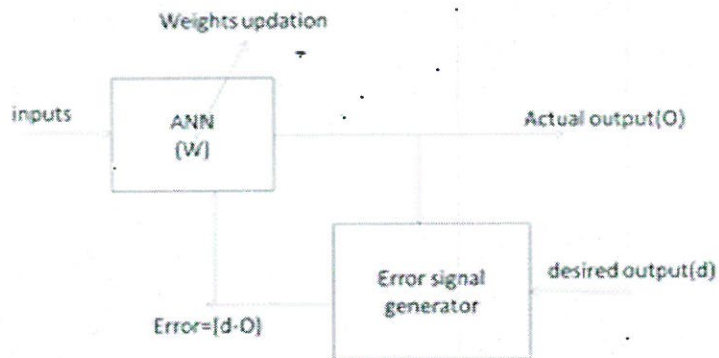 Weights updation
inputs
ANN
(W)
Actual output(O)
Error signal
generator
desired output(d)
Error=[d-O]